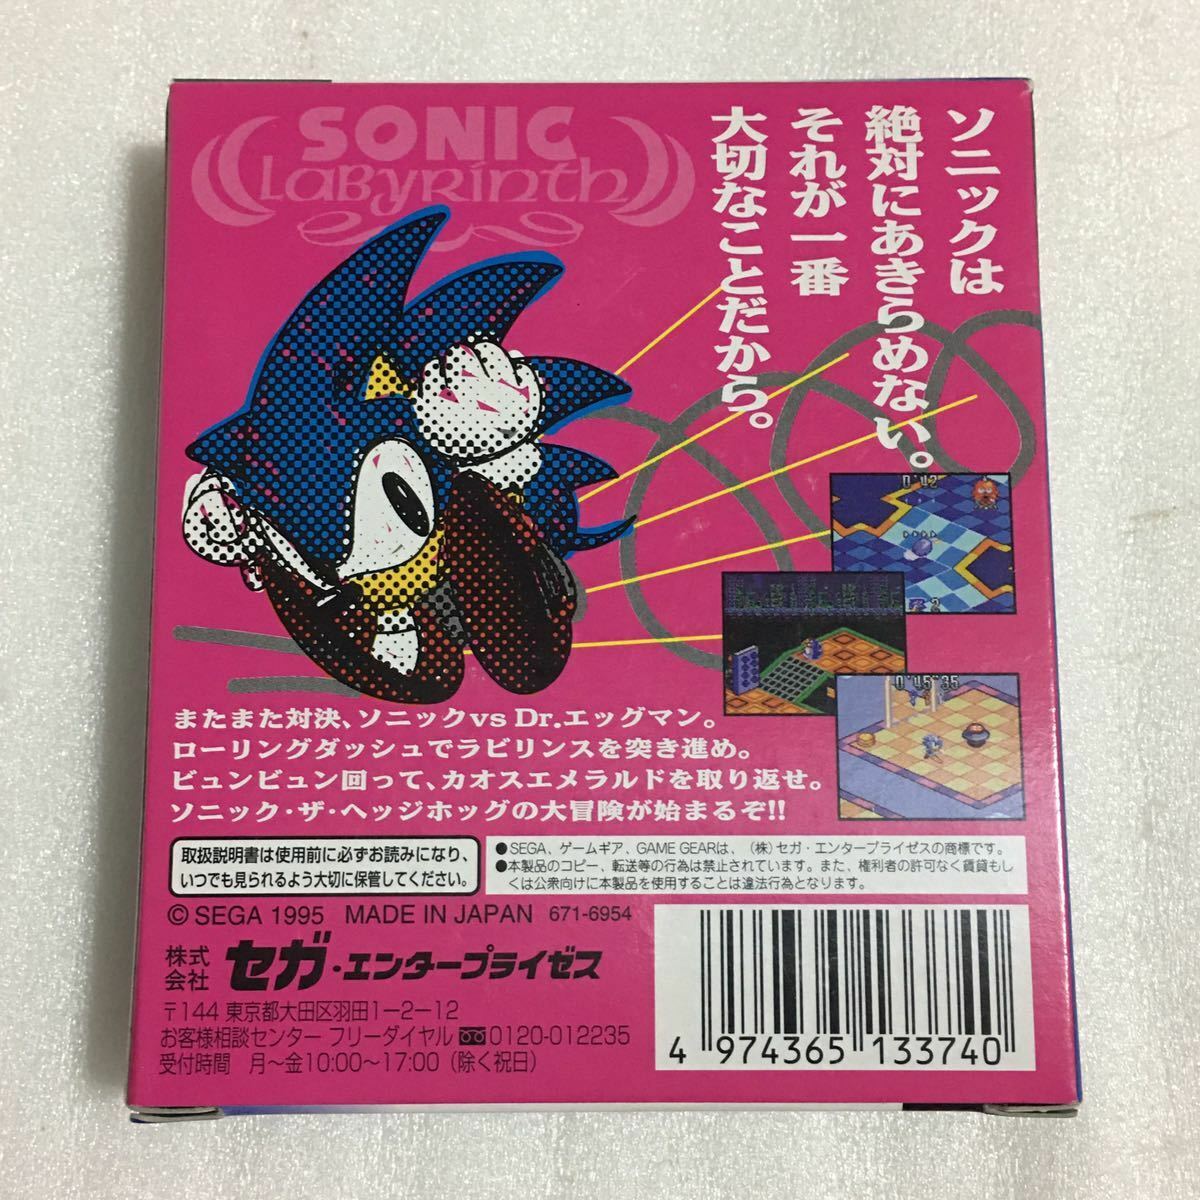 SONIC
Labyrinth
ソニックは
絶対にあきらめない。
それが一番
大切なことだから。
0'42
2
0'45"35
またまた対決、ソニックvs Dr.エッグマン。
ローリングダッシュでラビリンスを突き進め。
ビュンビュン回って、カオスエメラルドを取り返せ。
ソニック・ザ・ヘッジホッグの大冒険が始まるぞ!!
取扱説明書は使用前に必ずお読みになり、
いつでも見られるよう大切に保管してください。
●SEGA、ゲームギア、GAME GEARは、(株)セガ・エンタープライゼスの商標です。
●本製品のコピー、転送等の行為は禁止されています。また、権利者の許可なく賃貸もし
くは公衆向けに本製品を使用することは違法行為となります。
©SEGA 1995 MADE IN JAPAN 671-6954
株式会社 セガ・エンタープライゼス
〒144 東京都大田区羽田1-2-12
お客様相談センター フリーダイヤル 0120-012235
受付時間 月〜金10:00〜17:00(除く祝日)
4 974365 133740